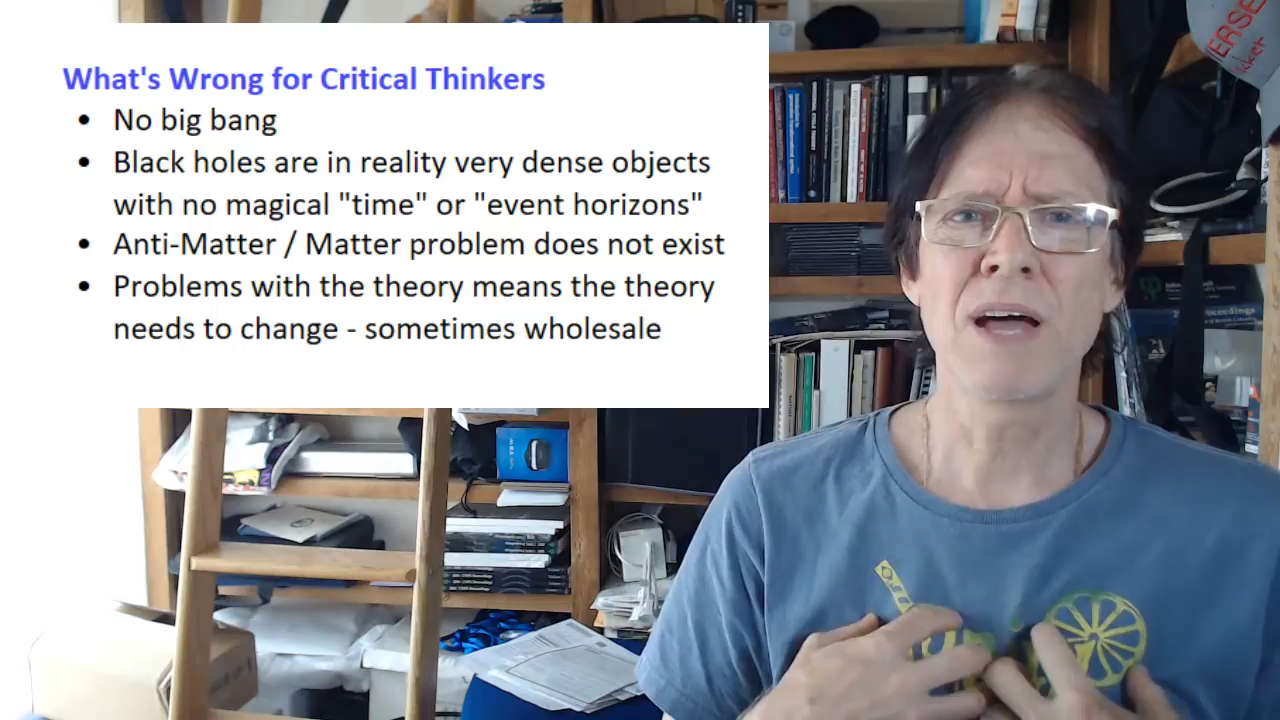 What's Wrong for Critical Thinkers
• No big bang
• Black holes are in reality very dense objects
with no magical "time" or "event horizons"
• Anti-Matter / Matter problem does not exist
• Problems with the theory means the theory
needs to change - sometimes wholesale